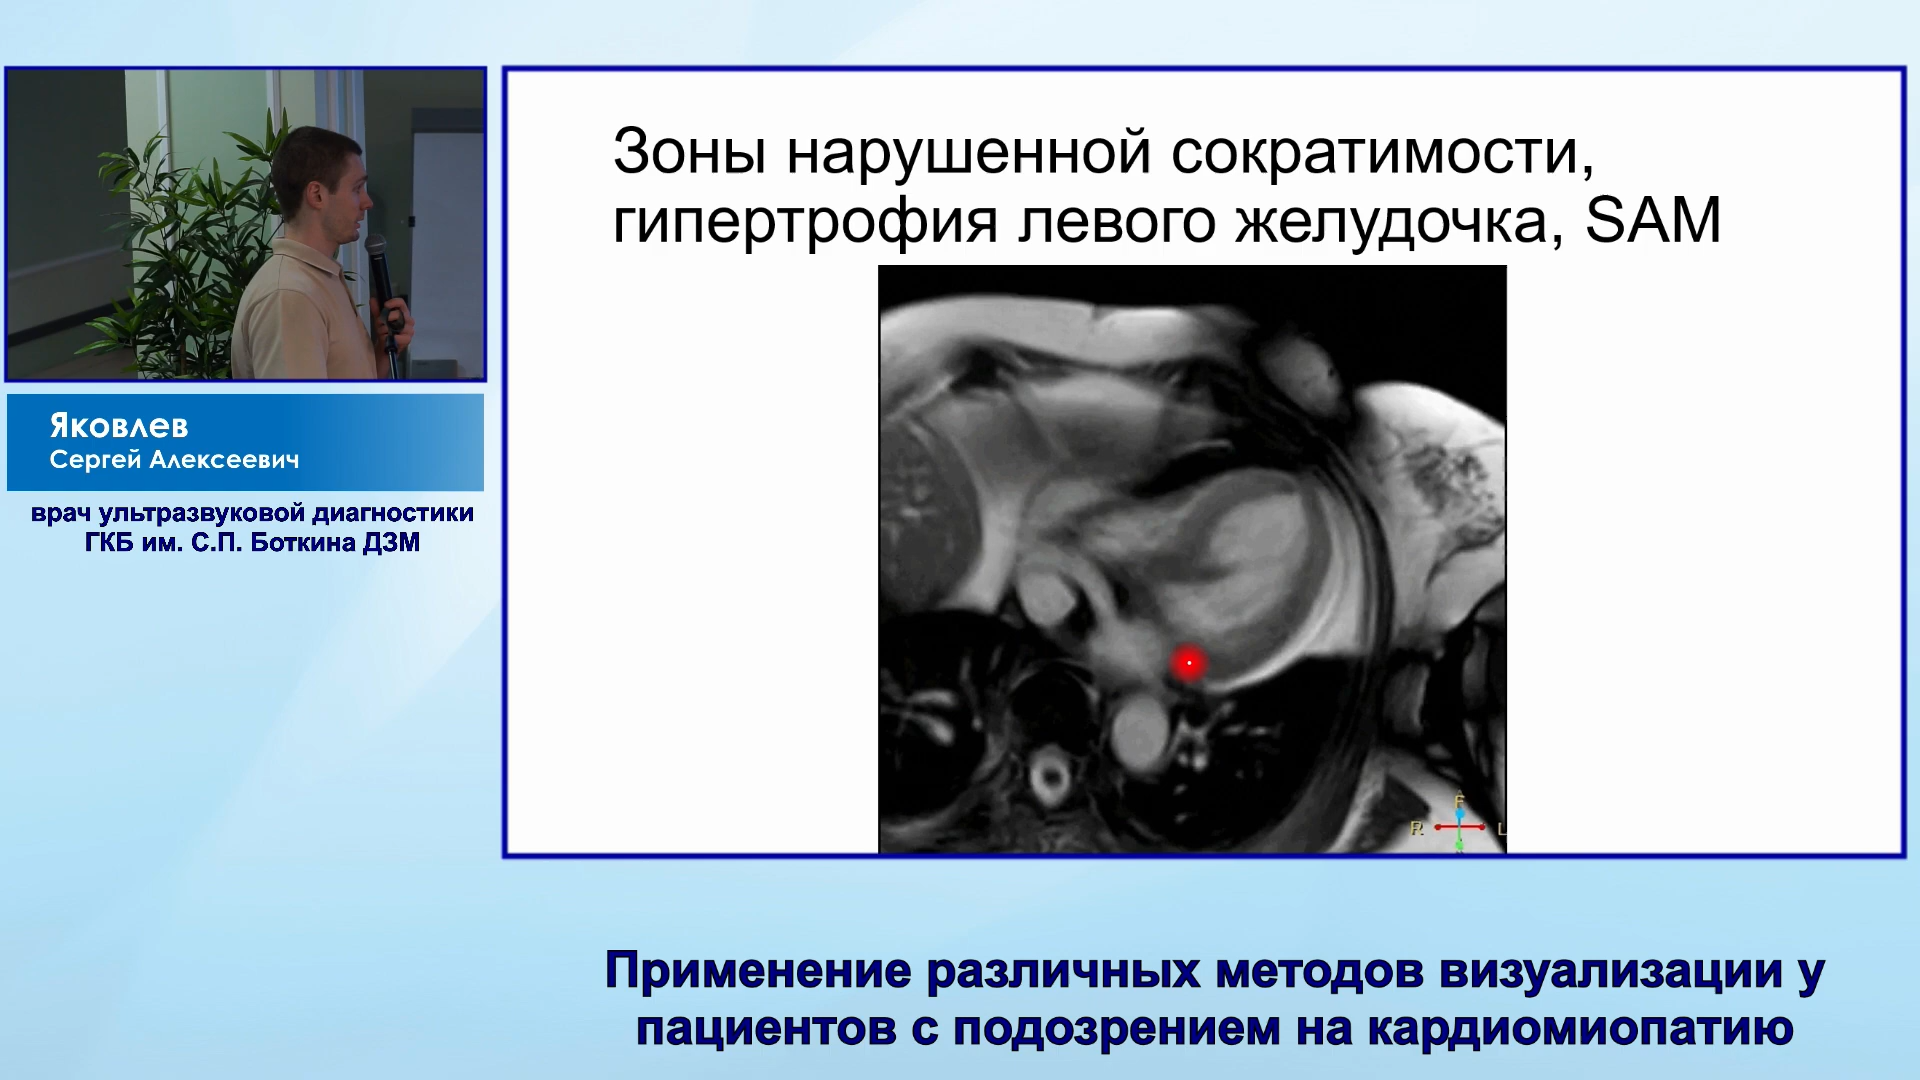 Зоны нарушенной сократимости,
гипертрофия левого желудочка, SAM
Яковлев
Сергей Алексеевич
врач ультразвуковой диагностики
ГКБ им. С.П. Боткина ДЗМ
F
R
L
Применение различных методов визуализации у
пациентов с подозрением на кардиомиопатию